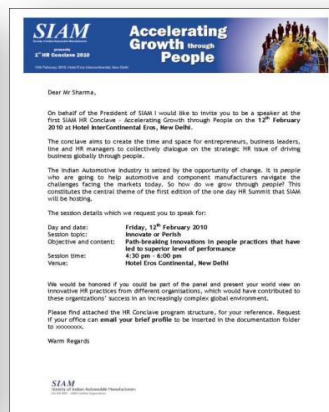 SIAM
Society of Indian Automobile Manufacturers
presents
1st HR Conclave 2010
12th February 2010, Hotel Eros Intercontinental, New Delhi
Accelerating
Growth through
People
Dear Mr Sharma,
On behalf of the President of SIAM I would like to invite you to be a speaker at the
first SIAM HR Conclave - Accelerating Growth through People on the 12th February
2010 at Hotel InterContinental Eros, New Delhi.
The conclave aims to create the time and space for entrepreneurs, business leaders,
line and HR managers to collectively dialogue on the strategic HR issue of driving
business globally through people.
The Indian Automotive Industry is seized by the opportunity of change. It is people
who are going to help automotive and component manufacturers navigate the
challenges facing the markets today. So how do we grow through people? This
constitutes the central theme of the first edition of the one day HR Summit that SIAM
will be hosting.
The session details which we request you to speak for:
Day and date: Friday, 12th February 2010
Session topic: Innovate or Perish
Objective and content: Path-breaking innovations in people practices that have
led to superior level of performance
Session time: 4:30 pm - 6:00 pm
Venue: Hotel Eros Continental, New Delhi
We would be honored if you could be part of the panel and present your world view on
innovative HR practices from different organisations, which would have contributed to
these organizations' success in an increasingly complex global environment.
Please find attached the HR Conclave program structure, for your reference. Request
if your office can email your brief profile to be inserted in the documentation folder
to xxxxxxxx.
Warm Regards
SIAM
Society of Indian Automobile Manufacturers